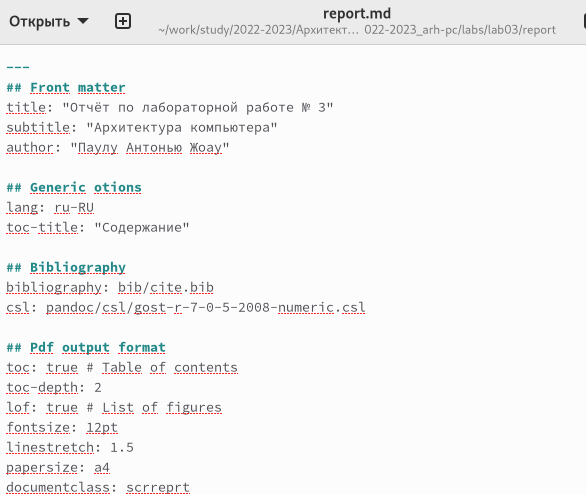 Открыть
report.md
~/work/study/2022-2023/Архитект… 022-2023_arh-pc/labs/lab03/report
---
## Front matter
title: "Отчёт по лабораторной работе № 3"
subtitle: "Архитектура компьютера"
author: "Паулу Антонью Жоау"
## Generic otions
lang: ru-RU
toc-title: "Содержание"
## Bibliography
bibliography: bib/cite.bib
csl: pandoc/csl/gost-r-7-0-5-2008-numeric.csl
## Pdf output format
toc: true # Table of contents
toc-depth: 2
lof: true # List of figures
fontsize: 12pt
linestretch: 1.5
papersize: a4
documentclass: scrreprt